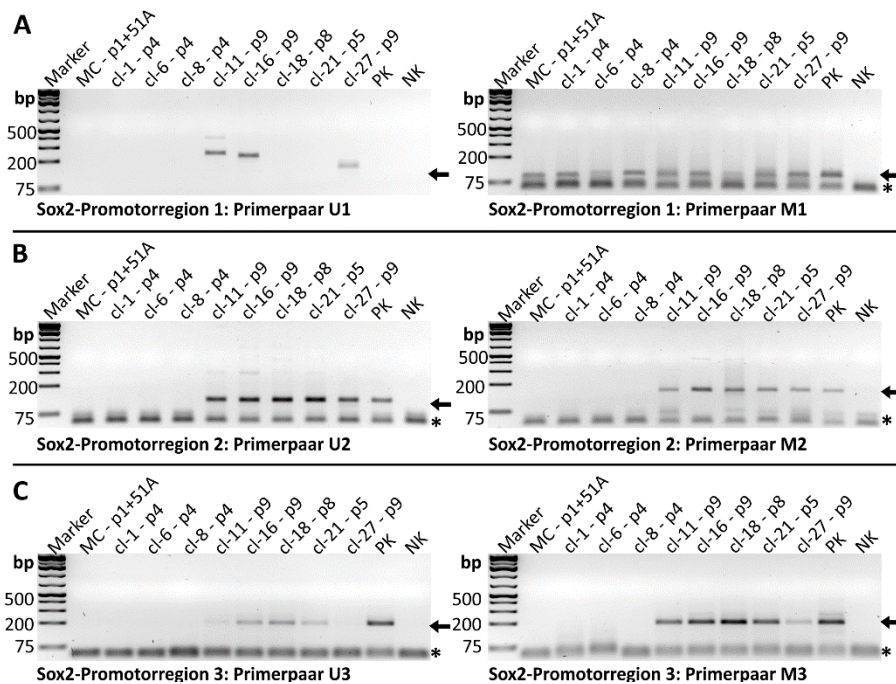 A
Marker MC - p1+51A cl-1 - p4 cl-6 - p4 cl-8 - p4 cl-11 - p9 cl-16 - p9 cl-18 - p8 cl-21 - p5 cl-27 - p9 PK NK
bp
500
200
75
Sox2-Promotorregion 1: Primerpaar U1
Marker MC - p1+51A cl-1 - p4 cl-6 - p4 cl-8 - p4 cl-11 - p9 cl-16 - p9 cl-18 - p8 cl-21 - p5 cl-27 - p9 PK NK
bp
500
200
75
*
Sox2-Promotorregion 1: Primerpaar M1
B
Marker MC - p1+51A cl-1 - p4 cl-6 - p4 cl-8 - p4 cl-11 - p9 cl-16 - p9 cl-18 - p8 cl-21 - p5 cl-27 - p9 PK NK
bp
500
200
75
*
Sox2-Promotorregion 2: Primerpaar U2
Marker MC - p1+51A cl-1 - p4 cl-6 - p4 cl-8 - p4 cl-11 - p9 cl-16 - p9 cl-18 - p8 cl-21 - p5 cl-27 - p9 PK NK
bp
500
200
75
*
Sox2-Promotorregion 2: Primerpaar M2
C
Marker MC - p1+51A cl-1 - p4 cl-6 - p4 cl-8 - p4 cl-11 - p9 cl-16 - p9 cl-18 - p8 cl-21 - p5 cl-27 - p9 PK NK
bp
500
200
75
*
Sox2-Promotorregion 3: Primerpaar U3
Marker MC - p1+51A cl-1 - p4 cl-6 - p4 cl-8 - p4 cl-11 - p9 cl-16 - p9 cl-18 - p8 cl-21 - p5 cl-27 - p9 PK NK
bp
500
200
75
*
Sox2-Promotorregion 3: Primerpaar M3